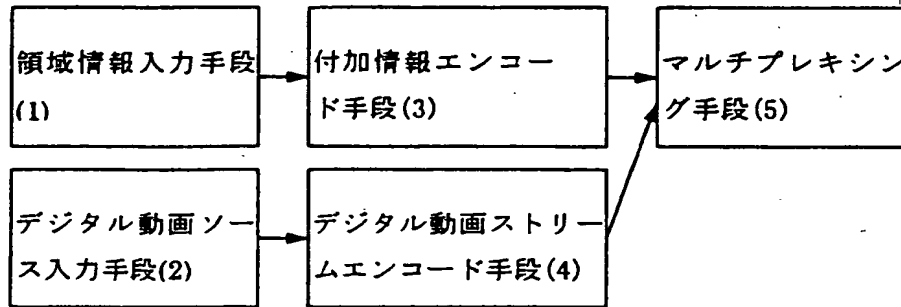 領域情報入力手段
(1)
付加情報エンコー
ド手段(3)
マルチプレキシン
グ手段(5)
デジタル動画ソー
ス入力手段(2)
デジタル動画ストリー
ムエンコード手段(4)